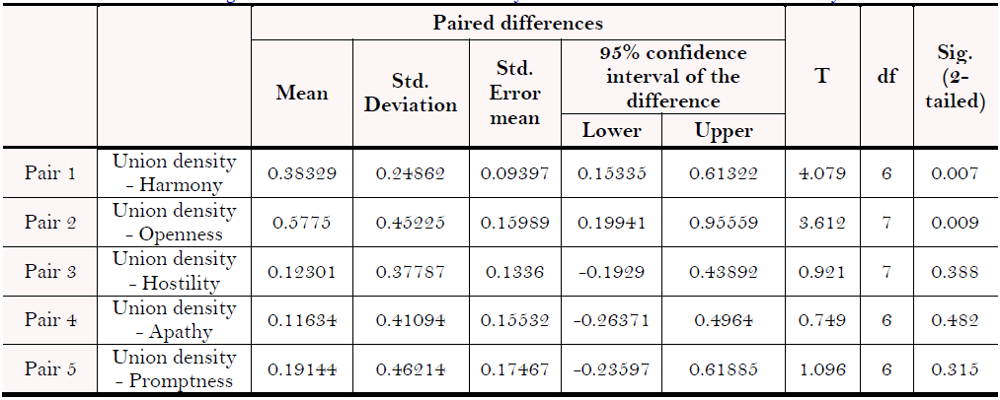 Paired differences
Mean
Std.
Deviation
Std.
Error
mean
95% confidence
interval of the
difference
T
df
Sig.
(2-
tailed)
Lower Upper
Pair 1 Union density
- Harmony 0.38329 0.24862 0.09397 0.15335 0.61322 4.079 6 0.007
Pair 2 Union density
- Openness 0.5775 0.45225 0.15989 0.19941 0.95559 3.612 7 0.009
Pair 3 Union density
- Hostility 0.12301 0.37787 0.1336 -0.1929 0.43892 0.921 7 0.388
Pair 4 Union density
- Apathy 0.11634 0.41094 0.15532 -0.26371 0.4964 0.749 6 0.482
Pair 5 Union density
- Promptness 0.19144 0.46214 0.17467 -0.23597 0.61885 1.096 6 0.315